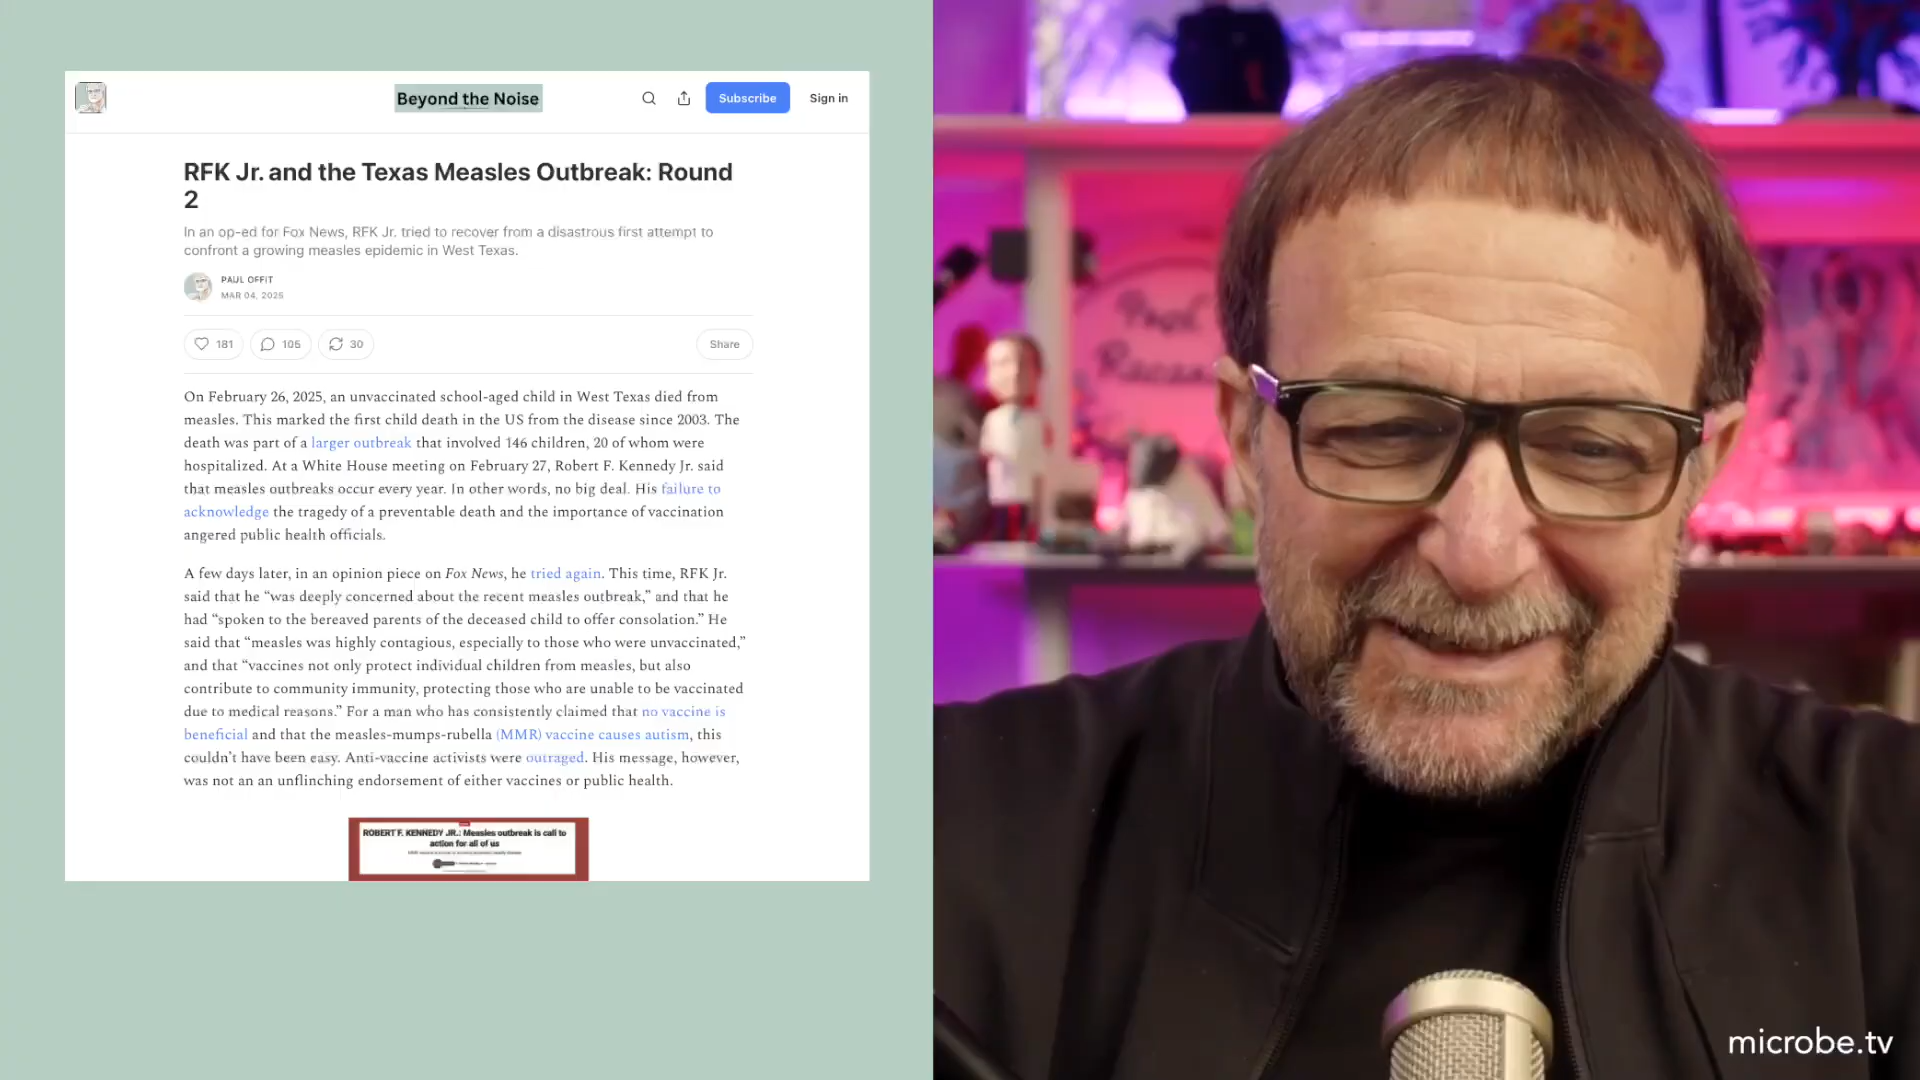 Beyond the Noise
Subscribe
Sign in
RFK Jr. and the Texas Measles Outbreak: Round
2
In an op-ed for Fox News, RFK Jr. tried to recover from a disastrous first attempt to
confront a growing measles epidemic in West Texas.
PAUL OFFIT
MAR 04, 2025
181
105
30
Share
On February 26, 2025, an unvaccinated school-aged child in West Texas died from
measles. This marked the first child death in the US from the disease since 2003. The
death was part of a larger outbreak that involved 146 children, 20 of whom were
hospitalized. At a White House meeting on February 27, Robert F. Kennedy Jr. said
that measles outbreaks occur every year. In other words, no big deal. His failure to
acknowledge the tragedy of a preventable death and the importance of vaccination
angered public health officials.
A few days later, in an opinion piece on Fox News, he tried again. This time, RFK Jr.
said that he “was deeply concerned about the recent measles outbreak,” and that he
had “spoken to the bereaved parents of the deceased child to offer consolation.” He
said that “measles was highly contagious, especially to those who were unvaccinated,”
and that “vaccines not only protect individual children from measles, but also
contribute to community immunity, protecting those who are unable to be vaccinated
due to medical reasons.” For a man who has consistently claimed that no vaccine is
beneficial and that the measles-mumps-rubella (MMR) vaccine causes autism, this
couldn’t have been easy. Anti-vaccine activists were outraged. His message, however,
was not an an unflinching endorsement of either vaccines or public health.
ROBERT F. KENNEDY JR.: Measles outbreak is call to
action for all of us
microbe.tv